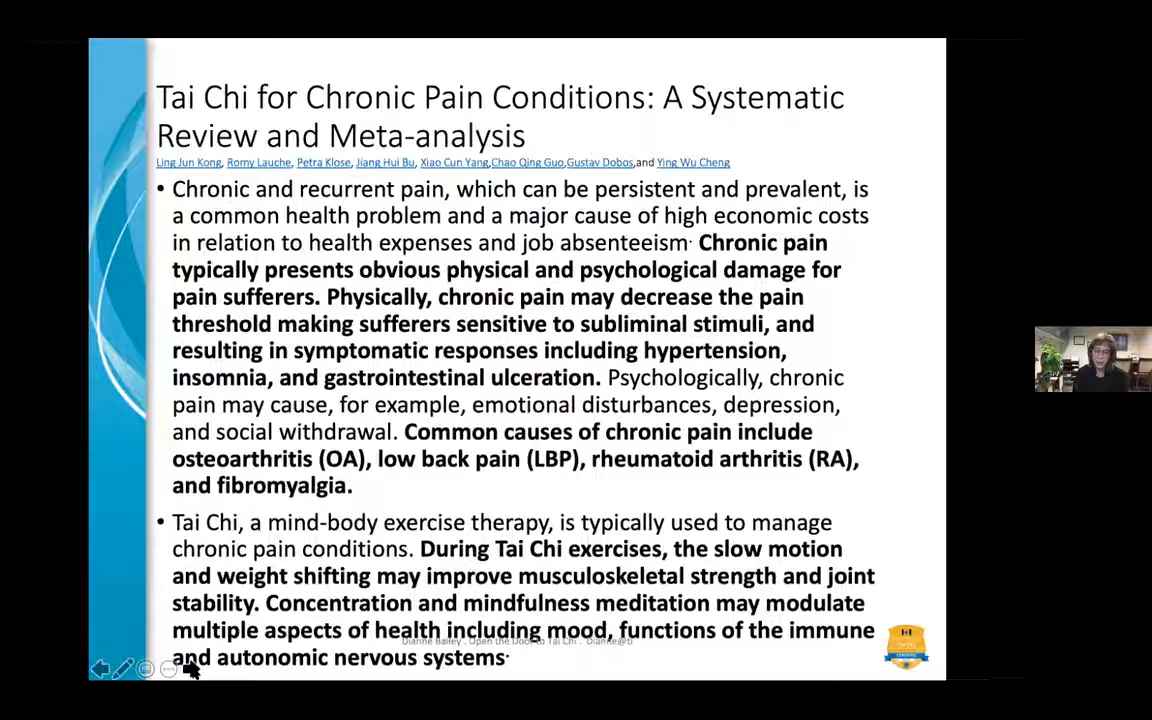 Tai Chi for Chronic Pain Conditions: A Systematic
Review and Meta-analysis
Ling Jun Kong, Romy Lauche, Petra Klose, Jiang Hui Bu, Xiao Cun Yang,Chao Qing Guo,Gustav Dobos,and Ying Wu Cheng
• Chronic and recurrent pain, which can be persistent and prevalent, is
a common health problem and a major cause of high economic costs
in relation to health expenses and job absenteeism. Chronic pain
typically presents obvious physical and psychological damage for
pain sufferers. Physically, chronic pain may decrease the pain
threshold making sufferers sensitive to subliminal stimuli, and
resulting in symptomatic responses including hypertension,
insomnia, and gastrointestinal ulceration. Psychologically, chronic
pain may cause, for example, emotional disturbances, depression,
and social withdrawal. Common causes of chronic pain include
osteoarthritis (OA), low back pain (LBP), rheumatoid arthritis (RA),
and fibromyalgia.
• Tai Chi, a mind-body exercise therapy, is typically used to manage
chronic pain conditions. During Tai Chi exercises, the slow motion
and weight shifting may improve musculoskeletal strength and joint
stability. Concentration and mindfulness meditation may modulate
multiple aspects of health including mood, functions of the immune
Dianne Bailey . Open the Door to Tai Chi .
and autonomic nervous systems.